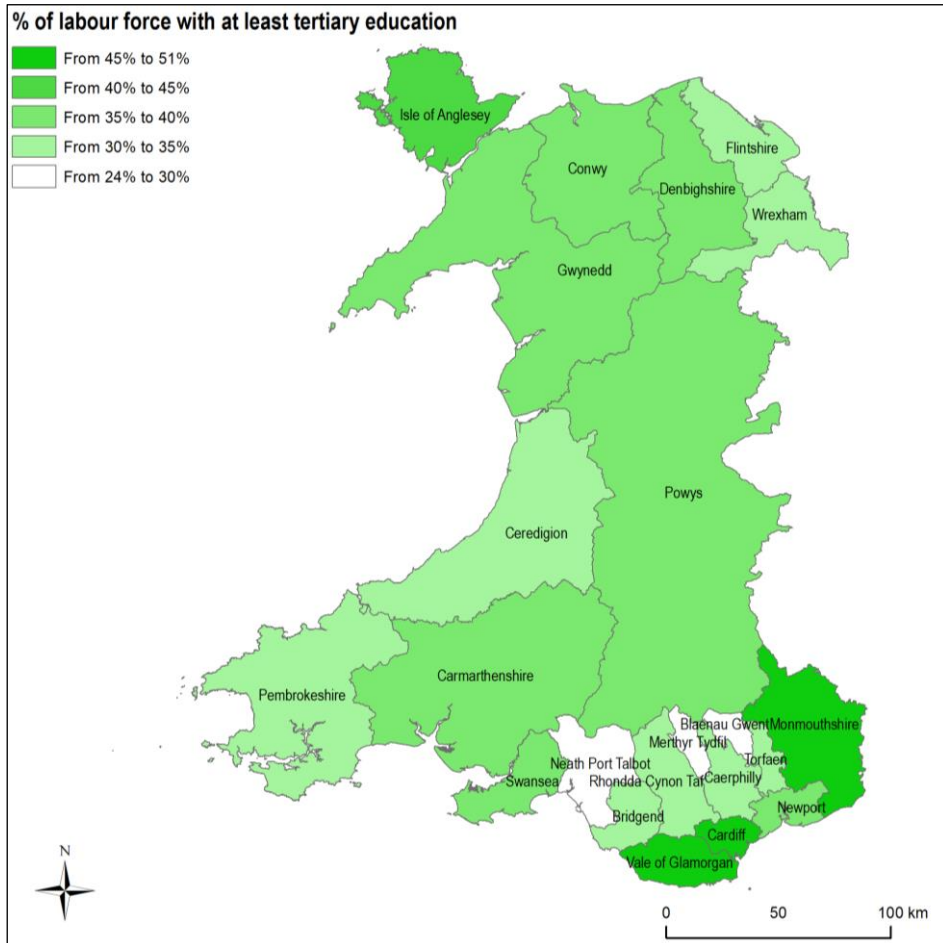 % of labour force with at least tertiary education
From 45% to 51%
From 40% to 45%
From 35% to 40%
From 30% to 35%
From 24% to 30%
Isle of Anglesey
Flintshire
Conwy
Denbighshire
Wrexham
Gwynedd
Powys
Ceredigion
Carmarthenshire
Pembrokeshire
Blaenau Gwent
Monmouthshire
Merthyr Tydfil
Torfaen
Neath Port Talbot
Swansea
Rhondda Cynon Taf
Caerphilly
Newport
Bridgend
Cardiff
Vale of Glamorgan
N
0 50 100 km